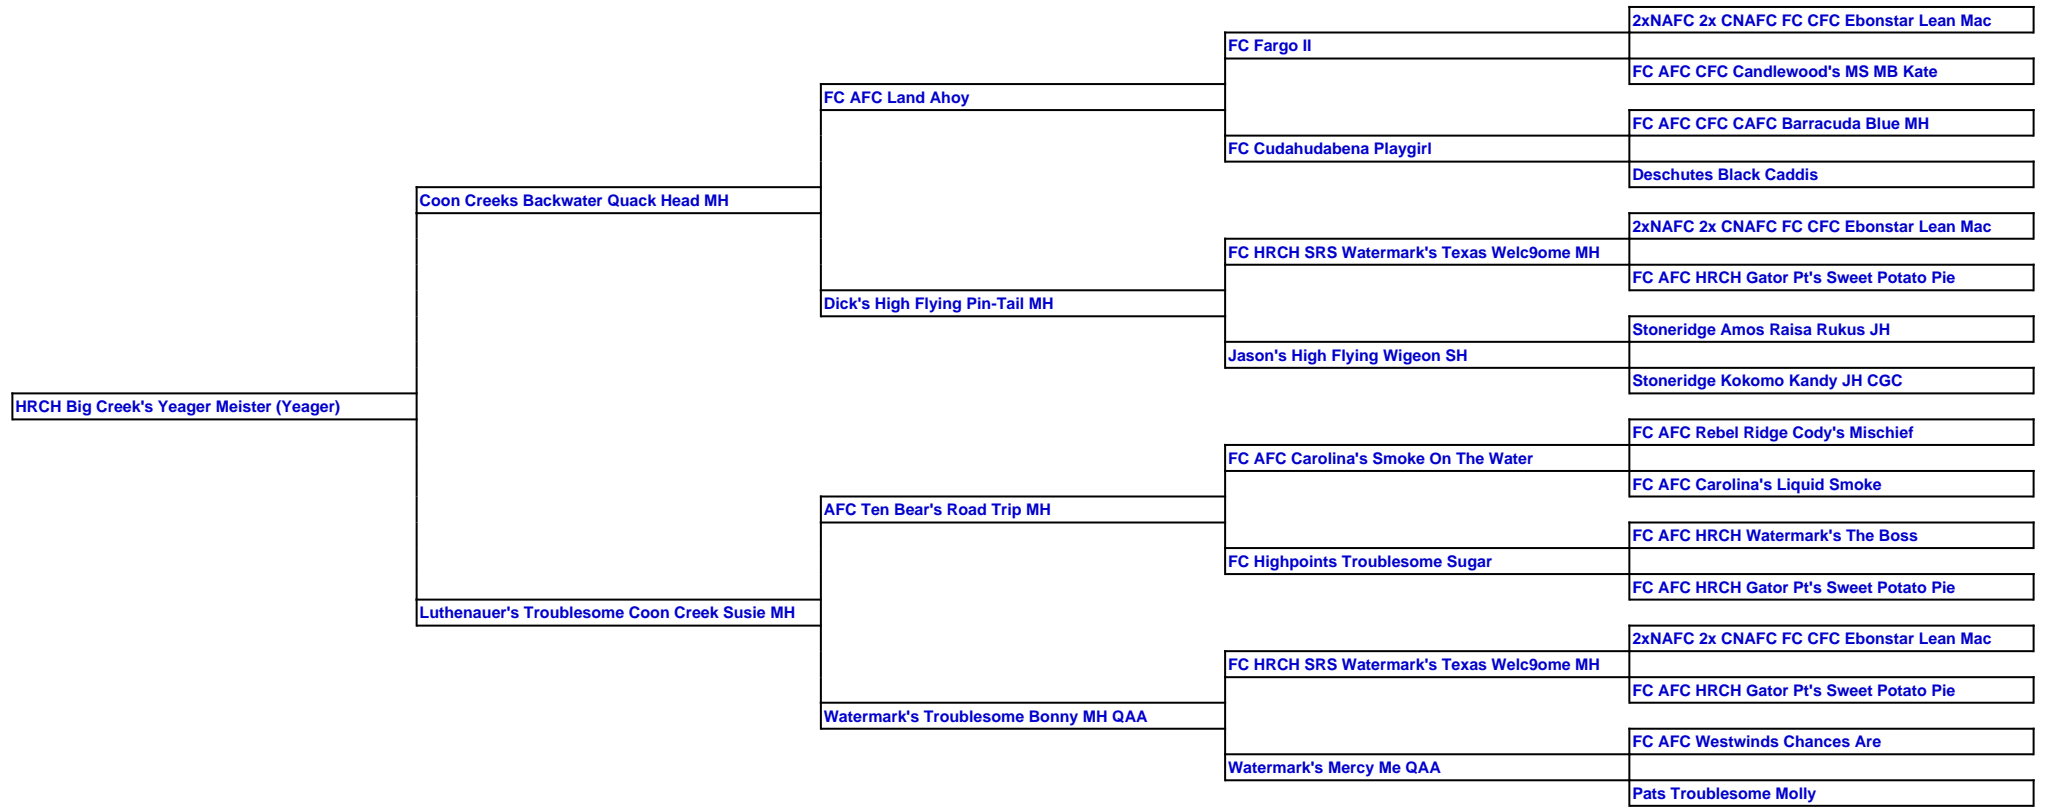 2xNAFC 2x CNAFC FC CFC Ebonstar Lean Mac
FC Fargo II
FC AFC CFC Candlewood's MS MB Kate
FC AFC Land Ahoy
FC AFC CFC CAFC Barracuda Blue MH
FC Cudahudabena Playgirl
Deschutes Black Caddis
Coon Creeks Backwater Quack Head MH
2xNAFC 2x CNAFC FC CFC Ebonstar Lean Mac
FC HRCH SRS Watermark's Texas Welc9ome MH
FC AFC HRCH Gator Pt's Sweet Potato Pie
Dick's High Flying Pin-Tail MH
Stoneridge Amos Raisa Rukus JH
Jason's High Flying Wigeon SH
Stoneridge Kokomo Kandy JH CGC
HRCH Big Creek's Yeager Meister (Yeager)
FC AFC Rebel Ridge Cody's Mischief
FC AFC Carolina's Smoke On The Water
FC AFC Carolina's Liquid Smoke
AFC Ten Bear's Road Trip MH
FC AFC HRCH Watermark's The Boss
FC Highpoints Troublesome Sugar
FC AFC HRCH Gator Pt's Sweet Potato Pie
Luthenauer's Troublesome Coon Creek Susie MH
2xNAFC 2x CNAFC FC CFC Ebonstar Lean Mac
FC HRCH SRS Watermark's Texas Welc9ome MH
FC AFC HRCH Gator Pt's Sweet Potato Pie
Watermark's Troublesome Bonny MH QAA
FC AFC Westwinds Chances Are
Watermark's Mercy Me QAA
Pats Troublesome Molly